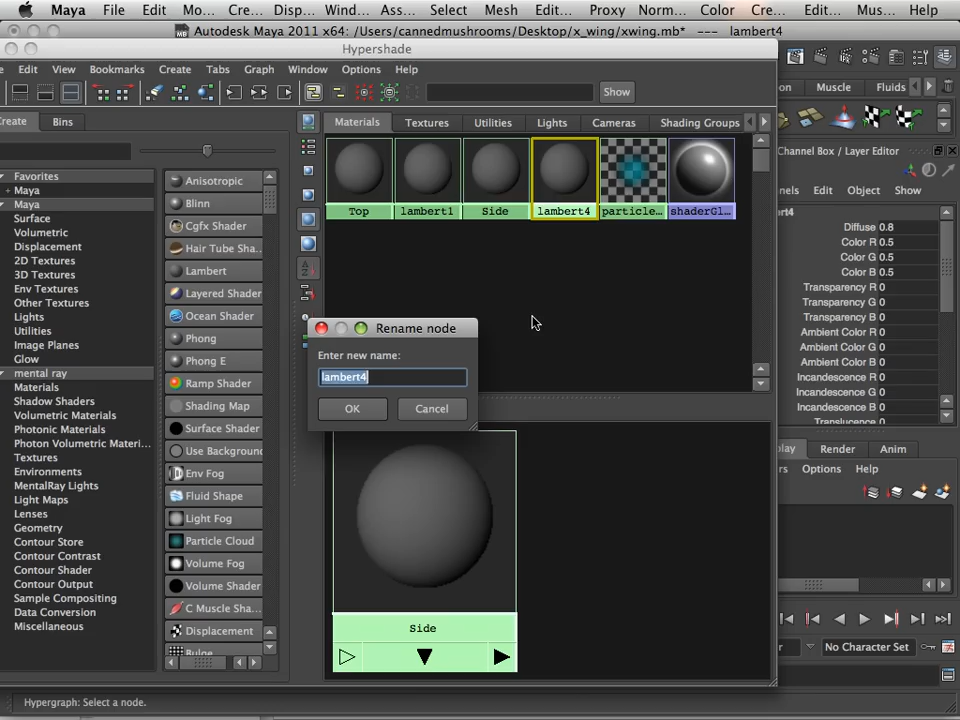 Maya File Edit Mo... Cre... Disp... Wind... Ass... Select Mesh Edit... Proxy Norm... Color Cre... Edit... Mus... Help
Autodesk Maya 2011 x64: /Users/cannedmushrooms/Desktop/x_wing/xwing.mb* --- lambert4
Hypershade
Edit View Bookmarks Create Tabs Graph Window Options Help
Show
Muscle Fluids
Create Bins
Materials Textures Utilities Lights Cameras Shading Groups
Channel Box / Layer Editor
Edit Object Show
Favorites
+ Maya
Maya
Surface
Volumetric
Displacement
2D Textures
3D Textures
Env Textures
Other Textures
Lights
Utilities
Image Planes
Glow
mental ray
Materials
Shadow Shaders
Volumetric Materials
Photonic Materials
Photon Volumetric Materi...
Textures
Environments
MentalRay Lights
Light Maps
Lenses
Geometry
Contour Store
Contour Contrast
Contour Shader
Contour Output
Sample Compositing
Data Conversion
Miscellaneous
Anisotropic
Blinn
Cgfx Shader
Hair Tube Sha...
Lambert
Layered Shader
Ocean Shader
Phong
Phong E
Ramp Shader
Shading Map
Surface Shader
Use Background
Env Fog
Fluid Shape
Light Fog
Particle Cloud
Volume Fog
Volume Shader
C Muscle Sha...
Displacement
Bulge
Top lambert1 Side lambert4 particle... shaderGl...
Rename node
Enter new name:
lambert4
OK Cancel
Side
Diffuse 0.8
Color R 0.5
Color G 0.5
Color B 0.5
Transparency R 0
Transparency G 0
Transparency B 0
Ambient Color R 0
Ambient Color G 0
Ambient Color B 0
Incandescence R 0
Incandescence G 0
Incandescence B 0
Render Anim
Options Help
No Character Set
Hypergraph: Select a node.